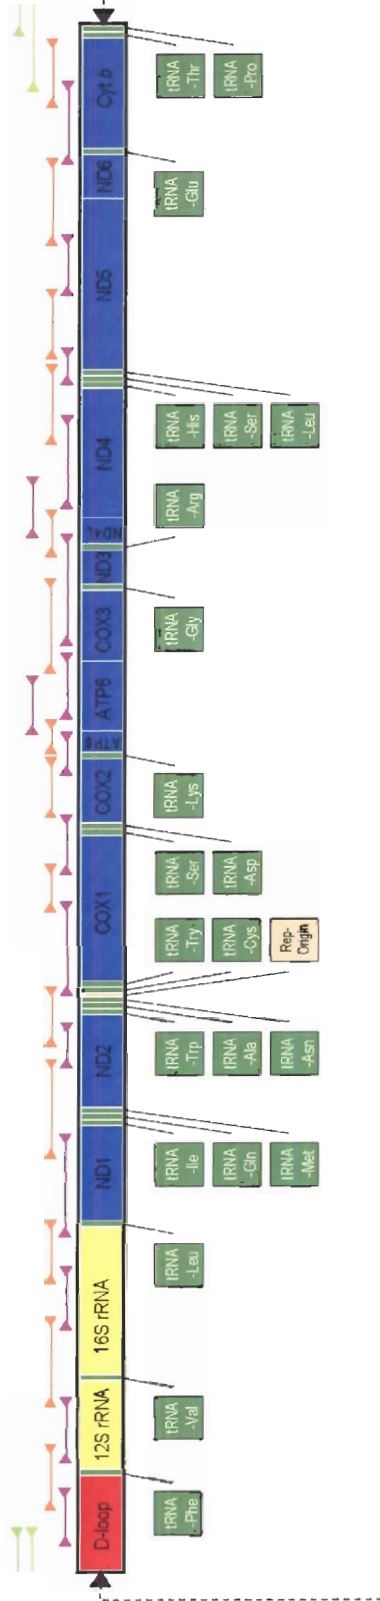 D-loop
12S rRNA
16S rRNA
ND1
ND2
COX1
COX2
ATP8
ATP6
COX3
ND3
ND4L
ND4
ND5
ND6
Cyt b
tRNA
-Phe
tRNA
-Val
tRNA
-Leu
tRNA
-Ile
tRNA
-Gln
tRNA
-Met
tRNA
-Trp
tRNA
-Ala
tRNA
-Asn
tRNA
-Try
tRNA
-Cys
Rep-
Origin
tRNA
-Ser
tRNA
-Asp
tRNA
-Lys
tRNA
-Gly
tRNA
-Arg
tRNA
-His
tRNA
-Ser
tRNA
-Leu
tRNA
-Glu
tRNA
-Thr
tRNA
-Pro